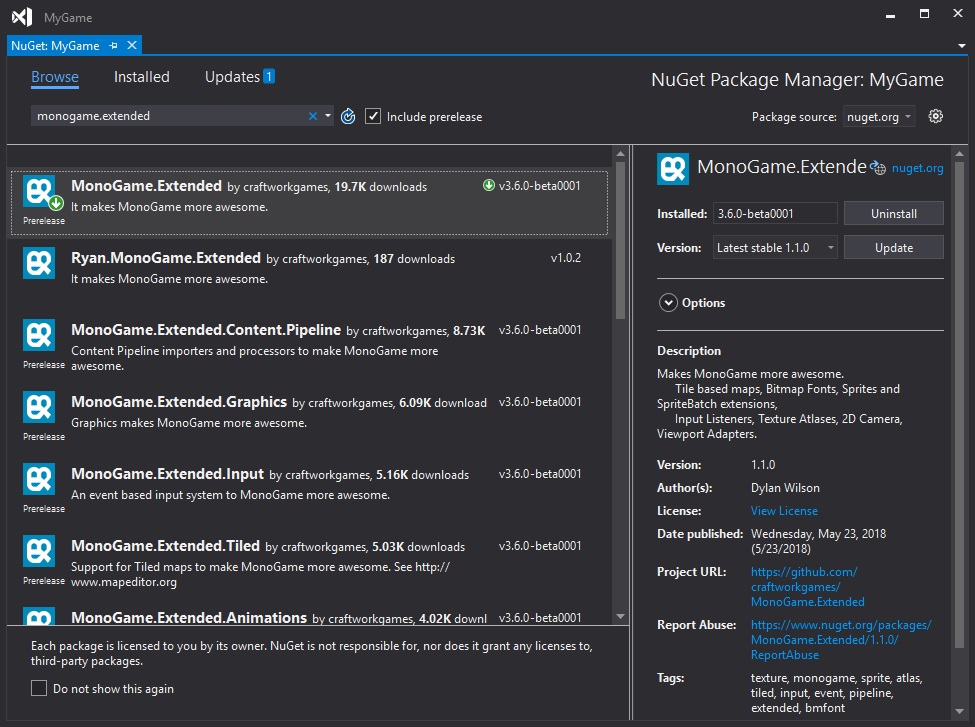 MyGame
NuGet: MyGame
Browse Installed Updates 1
NuGet Package Manager: MyGame
monogame.extended
Include prerelease
Package source: nuget.org
MonoGame.Extended by craftworkgames, 19.7K downloads v3.6.0-beta0001
It makes MonoGame more awesome.
Prerelease
Ryan.MonoGame.Extended by craftworkgames, 187 downloads v1.0.2
It makes MonoGame more awesome.
MonoGame.Extended.Content.Pipeline by craftworkgames, 8.73K v3.6.0-beta0001
Content Pipeline importers and processors to make MonoGame more
awesome.
Prerelease
MonoGame.Extended.Graphics by craftworkgames, 6.09K download v3.6.0-beta0001
Graphics makes MonoGame more awesome.
Prerelease
MonoGame.Extended.Input by craftworkgames, 5.16K downloads v3.6.0-beta0001
An event based input system to MonoGame more awesome.
Prerelease
MonoGame.Extended.Tiled by craftworkgames, 5.03K downloads v3.6.0-beta0001
Support for Tiled maps to make MonoGame more awesome. See http://
www.mapeditor.org
Prerelease
MonoGame.Extended.Animations by craftworkgames, 4.02K downl v3.6.0-beta0001
Each package is licensed to you by its owner. NuGet is not responsible for, nor does it grant any licenses to,
third-party packages.
Do not show this again
MonoGame.Extende nuget.org
Installed: 3.6.0-beta0001 Uninstall
Version: Latest stable 1.1.0 Update
Options
Description
Makes MonoGame more awesome.
Tile based maps, Bitmap Fonts, Sprites and
SpriteBatch extensions,
Input Listeners, Texture Atlases, 2D Camera,
Viewport Adapters.
Version: 1.1.0
Author(s): Dylan Wilson
License: View License
Date published: Wednesday, May 23, 2018
(5/23/2018)
Project URL: https://github.com/
craftworkgames/
MonoGame.Extended
Report Abuse: https://www.nuget.org/packages/
MonoGame.Extended/1.1.0/
ReportAbuse
Tags: texture, monogame, sprite, atlas,
tiled, input, event, pipeline,
extended, bmfont